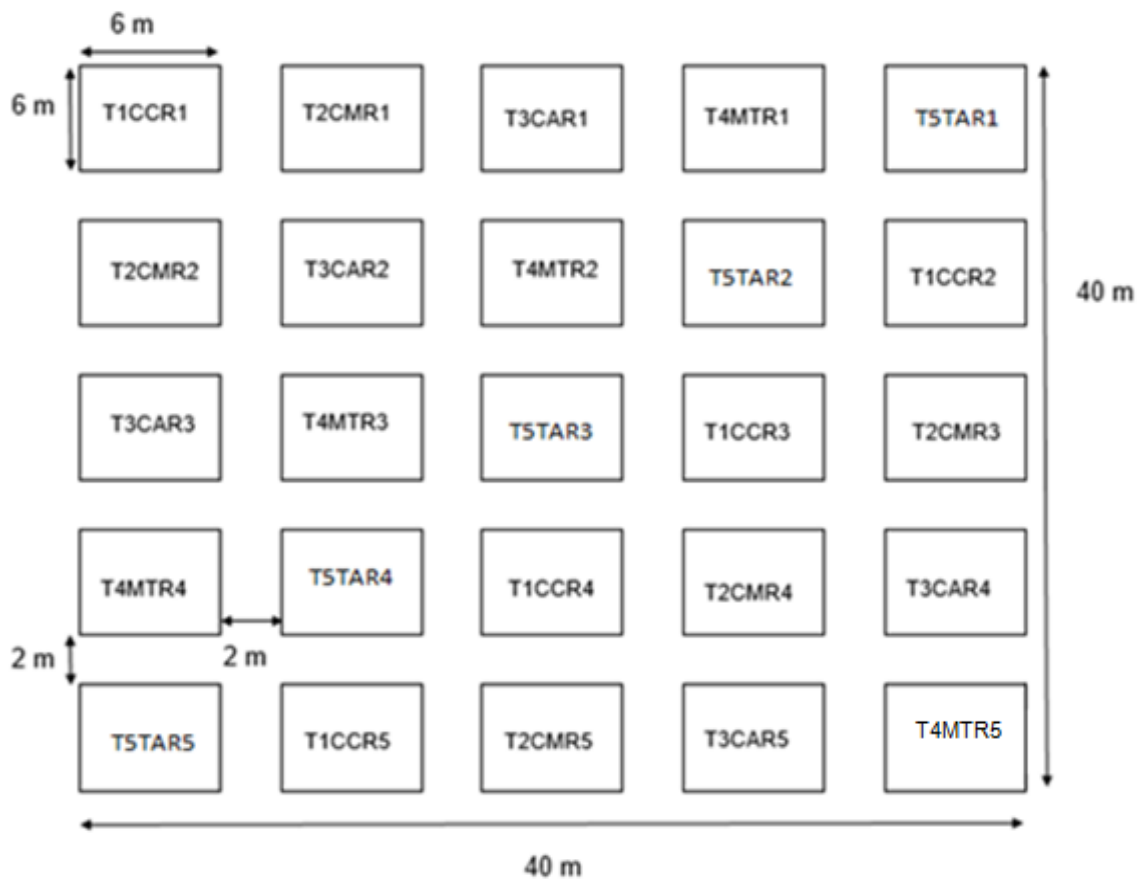 6 m
6 m
T1CCR1 T2CMR1 T3CAR1 T4MTR1 T5TAR1
T2CMR2 T3CAR2 T4MTR2 T5TAR2 T1CCR2
40 m
T3CAR3 T4MTR3 T5TAR3 T1CCR3 T2CMR3
T4MTR4 T5TAR4 T1CCR4 T2CMR4 T3CAR4
2 m 2 m
T5TAR5 T1CCR5 T2CMR5 T3CAR5 T4MTR5
40 m